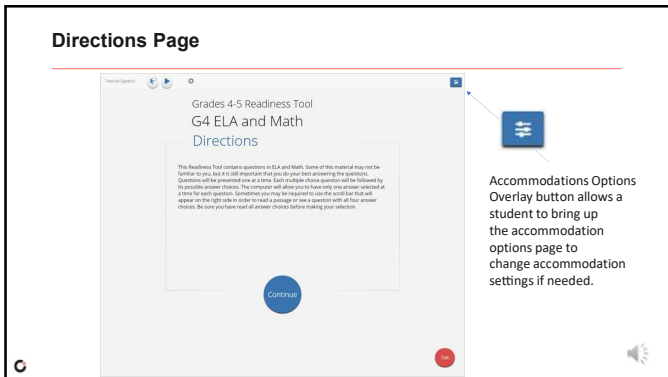 Directions Page
Text-to-Speech:
Grades 4-5 Readiness Tool
G4 ELA and Math
Directions
This Readiness Tool contains questions in ELA and Math. Some of this material may not be
familiar to you, but it is still important that you do your best answering the questions.
Questions will be presented one at a time. Each multiple choice question will be followed by
its possible answer choices. The computer will allow you to have only one answer selected at
a time for each question. Sometimes you may be required to use the scroll bar that will
appear on the right side in order to read a passage or see a question with all four answer
choices. Be sure you have read all answer choices before making your selection.
Continue
Exit
Accommodations Options
Overlay button allows a
student to bring up
the accommodation
options page to
change accommodation
settings if needed.